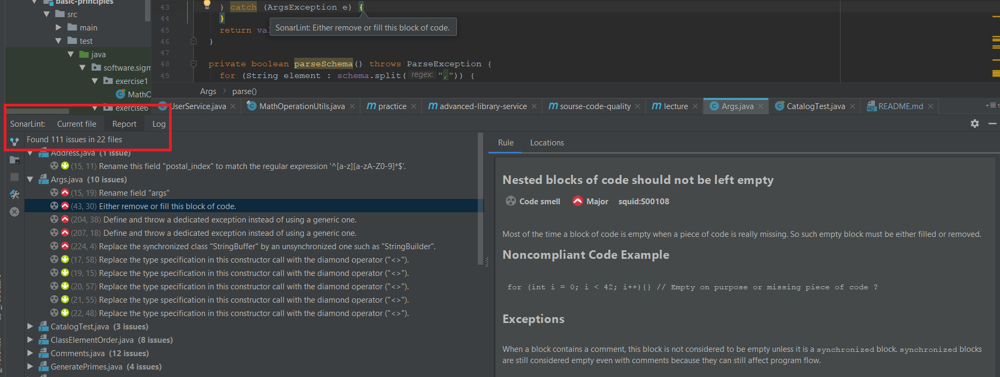 basic-principles
src
main
test
java
software.sigm
exercise1
MathO
exercise6
43 } catch (ArgsException e) {
44 }
SonarLint: Either remove or fill this block of code.
45 return val
46 }
47
48 private boolean parseSchema() throws ParseException {
49 for (String element : schema.split( regex: ",")) {
Args > parse()
UserService.java MathOperationUtils.java practice advanced-library-service sourse-code-quality lecture Args.java CatalogTest.java README.md
SonarLint: Current file Report Log
Found 111 issues in 22 files
Address.java (1 issue)
(15, 11) Rename this field "postal_index" to match the regular expression '^[a-z][a-zA-Z0-9]*$'.
Args.java (10 issues)
(15, 19) Rename field "args"
(43, 30) Either remove or fill this block of code.
(204, 38) Define and throw a dedicated exception instead of using a generic one.
(207, 18) Define and throw a dedicated exception instead of using a generic one.
(224, 4) Replace the synchronized class "StringBuffer" by an unsynchronized one such as "StringBuilder".
(17, 58) Replace the type specification in this constructor call with the diamond operator ("<>").
(19, 15) Replace the type specification in this constructor call with the diamond operator ("<>").
(20, 57) Replace the type specification in this constructor call with the diamond operator ("<>").
(21, 55) Replace the type specification in this constructor call with the diamond operator ("<>").
(22, 48) Replace the type specification in this constructor call with the diamond operator ("<>").
CatalogTest.java (3 issues)
ClassElementOrder.java (8 issues)
Comments.java (12 issues)
GeneratePrimes.java (4 issues)
Rule Locations
Nested blocks of code should not be left empty
Code smell Major squid:S00108
Most of the time a block of code is empty when a piece of code is really missing. So such empty block must be either filled or removed.
Noncompliant Code Example
for (int i = 0; i < 42; i++){} // Empty on purpose or missing piece of code ?
Exceptions
When a block contains a comment, this block is not considered to be empty unless it is a synchronized block. synchronized blocks
are still considered empty even with comments because they can still affect program flow.